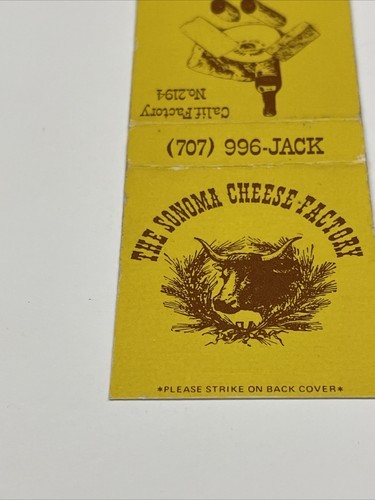 Calif.Factory
No.2194
(707) 996-JACK
THE SONOMA CHEESE FACTORY
*PLEASE STRIKE ON BACK COVER*